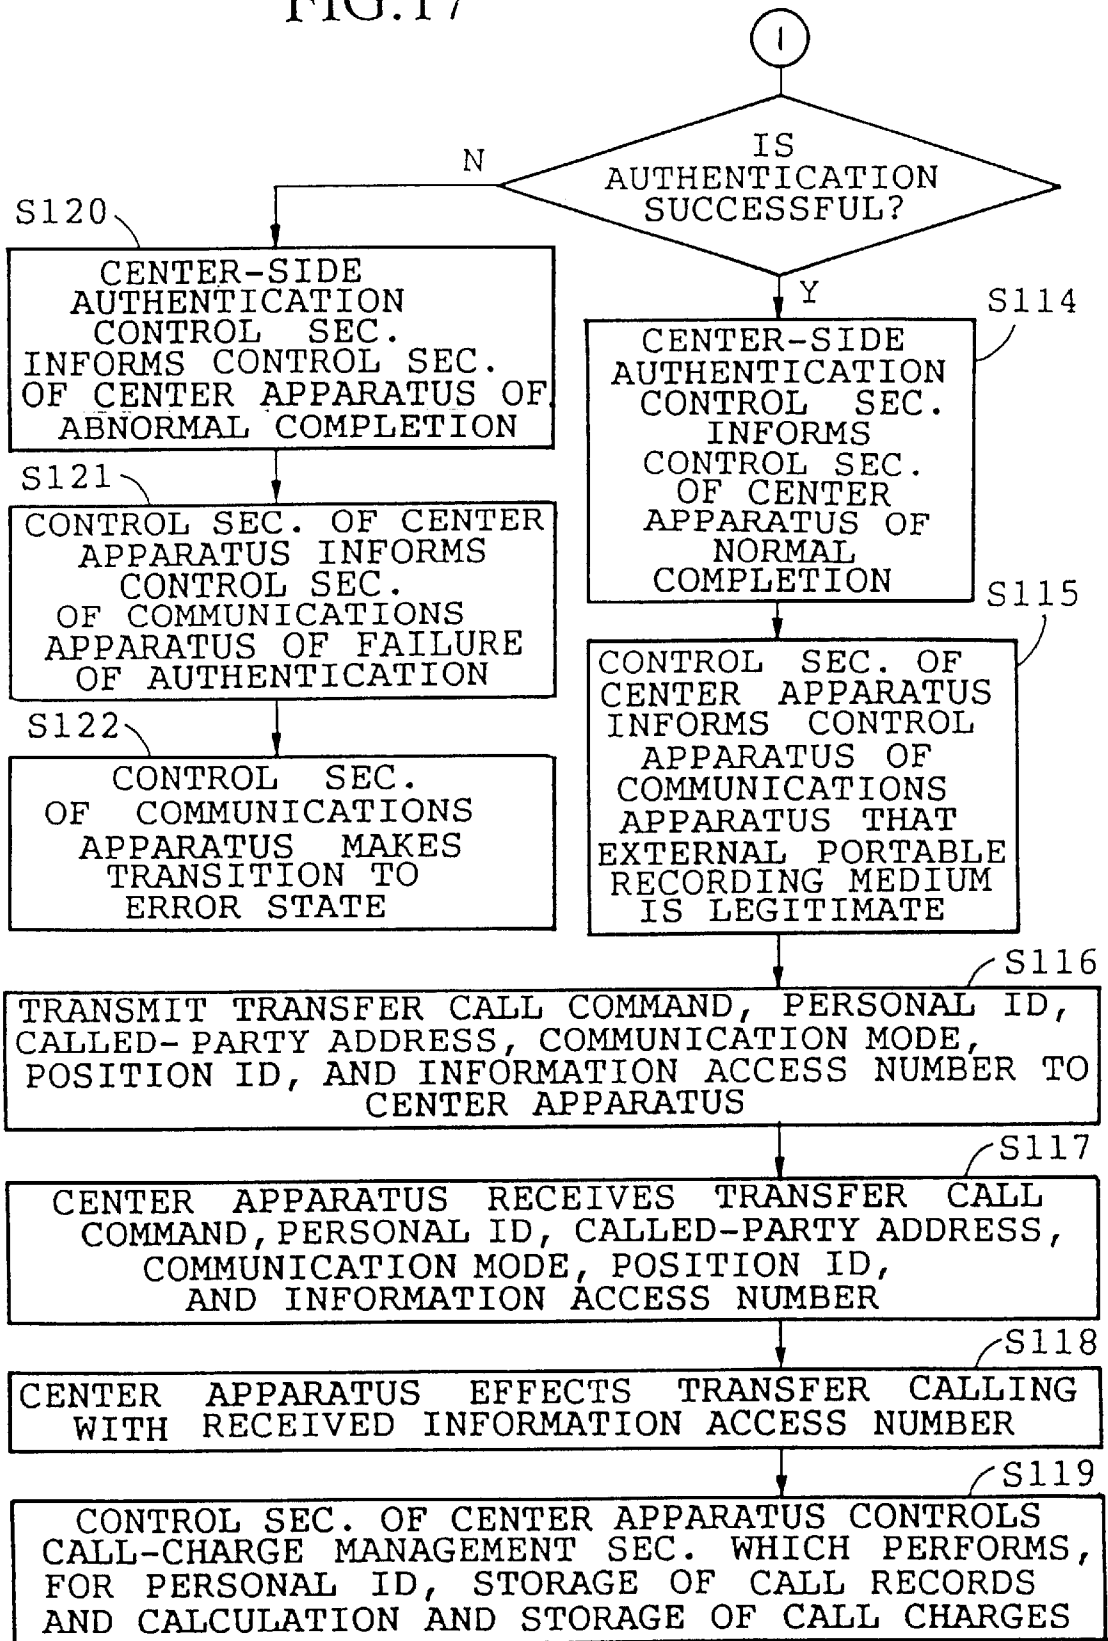 FIG.17
1
IS
AUTHENTICATION
SUCCESSFUL?
N
Y
S120
CENTER-SIDE
AUTHENTICATION
CONTROL SEC.
INFORMS CONTROL SEC.
OF CENTER APPARATUS OF
ABNORMAL COMPLETION
S121
CONTROL SEC. OF CENTER
APPARATUS INFORMS
CONTROL SEC.
OF COMMUNICATIONS
APPARATUS OF FAILURE
OF AUTHENTICATION
S122
CONTROL SEC.
OF COMMUNICATIONS
APPARATUS MAKES
TRANSITION TO
ERROR STATE
S114
CENTER-SIDE
AUTHENTICATION
CONTROL SEC.
INFORMS
CONTROL SEC.
OF CENTER
APPARATUS OF
NORMAL
COMPLETION
S115
CONTROL SEC. OF
CENTER APPARATUS
INFORMS CONTROL
APPARATUS OF
COMMUNICATIONS
APPARATUS THAT
EXTERNAL PORTABLE
RECORDING MEDIUM
IS LEGITIMATE
S116
TRANSMIT TRANSFER CALL COMMAND, PERSONAL ID,
CALLED-PARTY ADDRESS, COMMUNICATION MODE,
POSITION ID, AND INFORMATION ACCESS NUMBER TO
CENTER APPARATUS
S117
CENTER APPARATUS RECEIVES TRANSFER CALL
COMMAND, PERSONAL ID, CALLED-PARTY ADDRESS,
COMMUNICATION MODE, POSITION ID,
AND INFORMATION ACCESS NUMBER
S118
CENTER APPARATUS EFFECTS TRANSFER CALLING
WITH RECEIVED INFORMATION ACCESS NUMBER
S119
CONTROL SEC. OF CENTER APPARATUS CONTROLS
CALL-CHARGE MANAGEMENT SEC. WHICH PERFORMS,
FOR PERSONAL ID, STORAGE OF CALL RECORDS
AND CALCULATION AND STORAGE OF CALL CHARGES